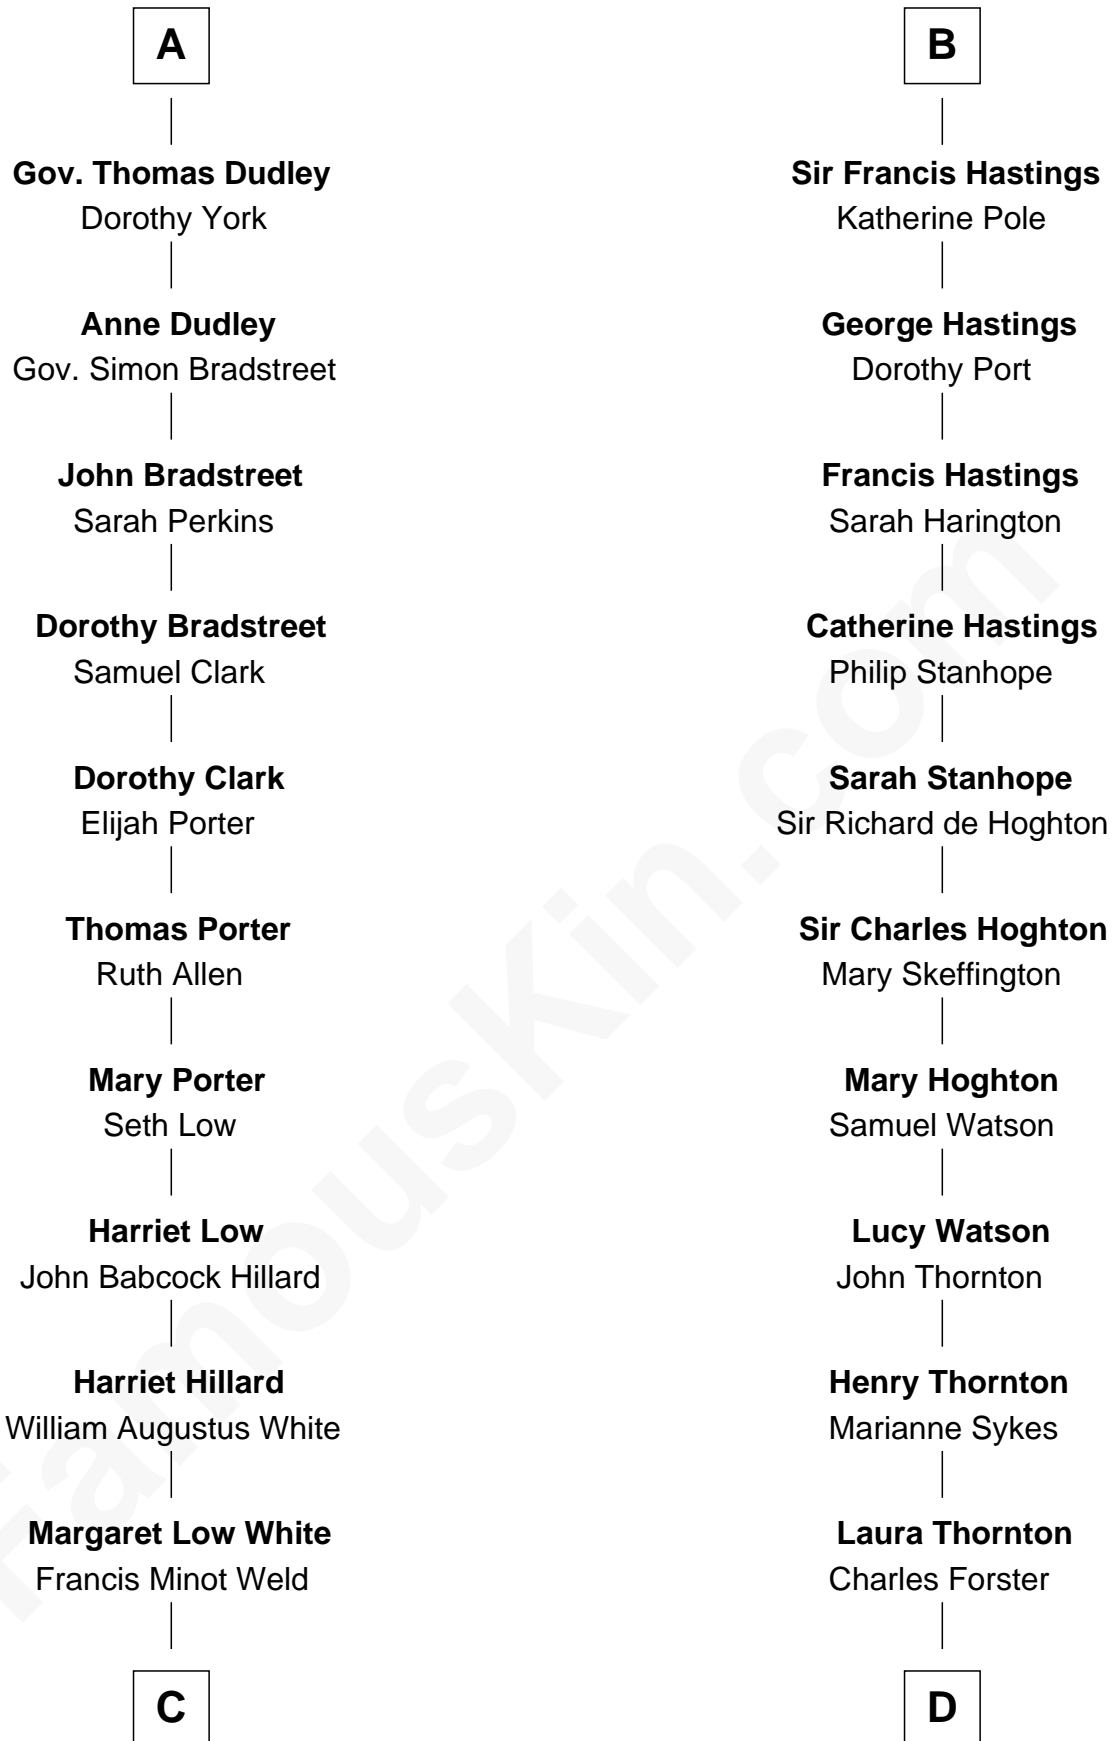 A
Gov. Thomas Dudley
Dorothy York
Anne Dudley
Gov. Simon Bradstreet
John Bradstreet
Sarah Perkins
Dorothy Bradstreet
Samuel Clark
Dorothy Clark
Elijah Porter
Thomas Porter
Ruth Allen
Mary Porter
Seth Low
Harriet Low
John Babcock Hillard
Harriet Hillard
William Augustus White
Margaret Low White
Francis Minot Weld
C
B
Sir Francis Hastings
Katherine Pole
George Hastings
Dorothy Port
Francis Hastings
Sarah Harington
Catherine Hastings
Philip Stanhope
Sarah Stanhope
Sir Richard de Hoghton
Sir Charles Hoghton
Mary Skeffington
Mary Hoghton
Samuel Watson
Lucy Watson
John Thornton
Henry Thornton
Marianne Sykes
Laura Thornton
Charles Forster
D
FamousKin.com